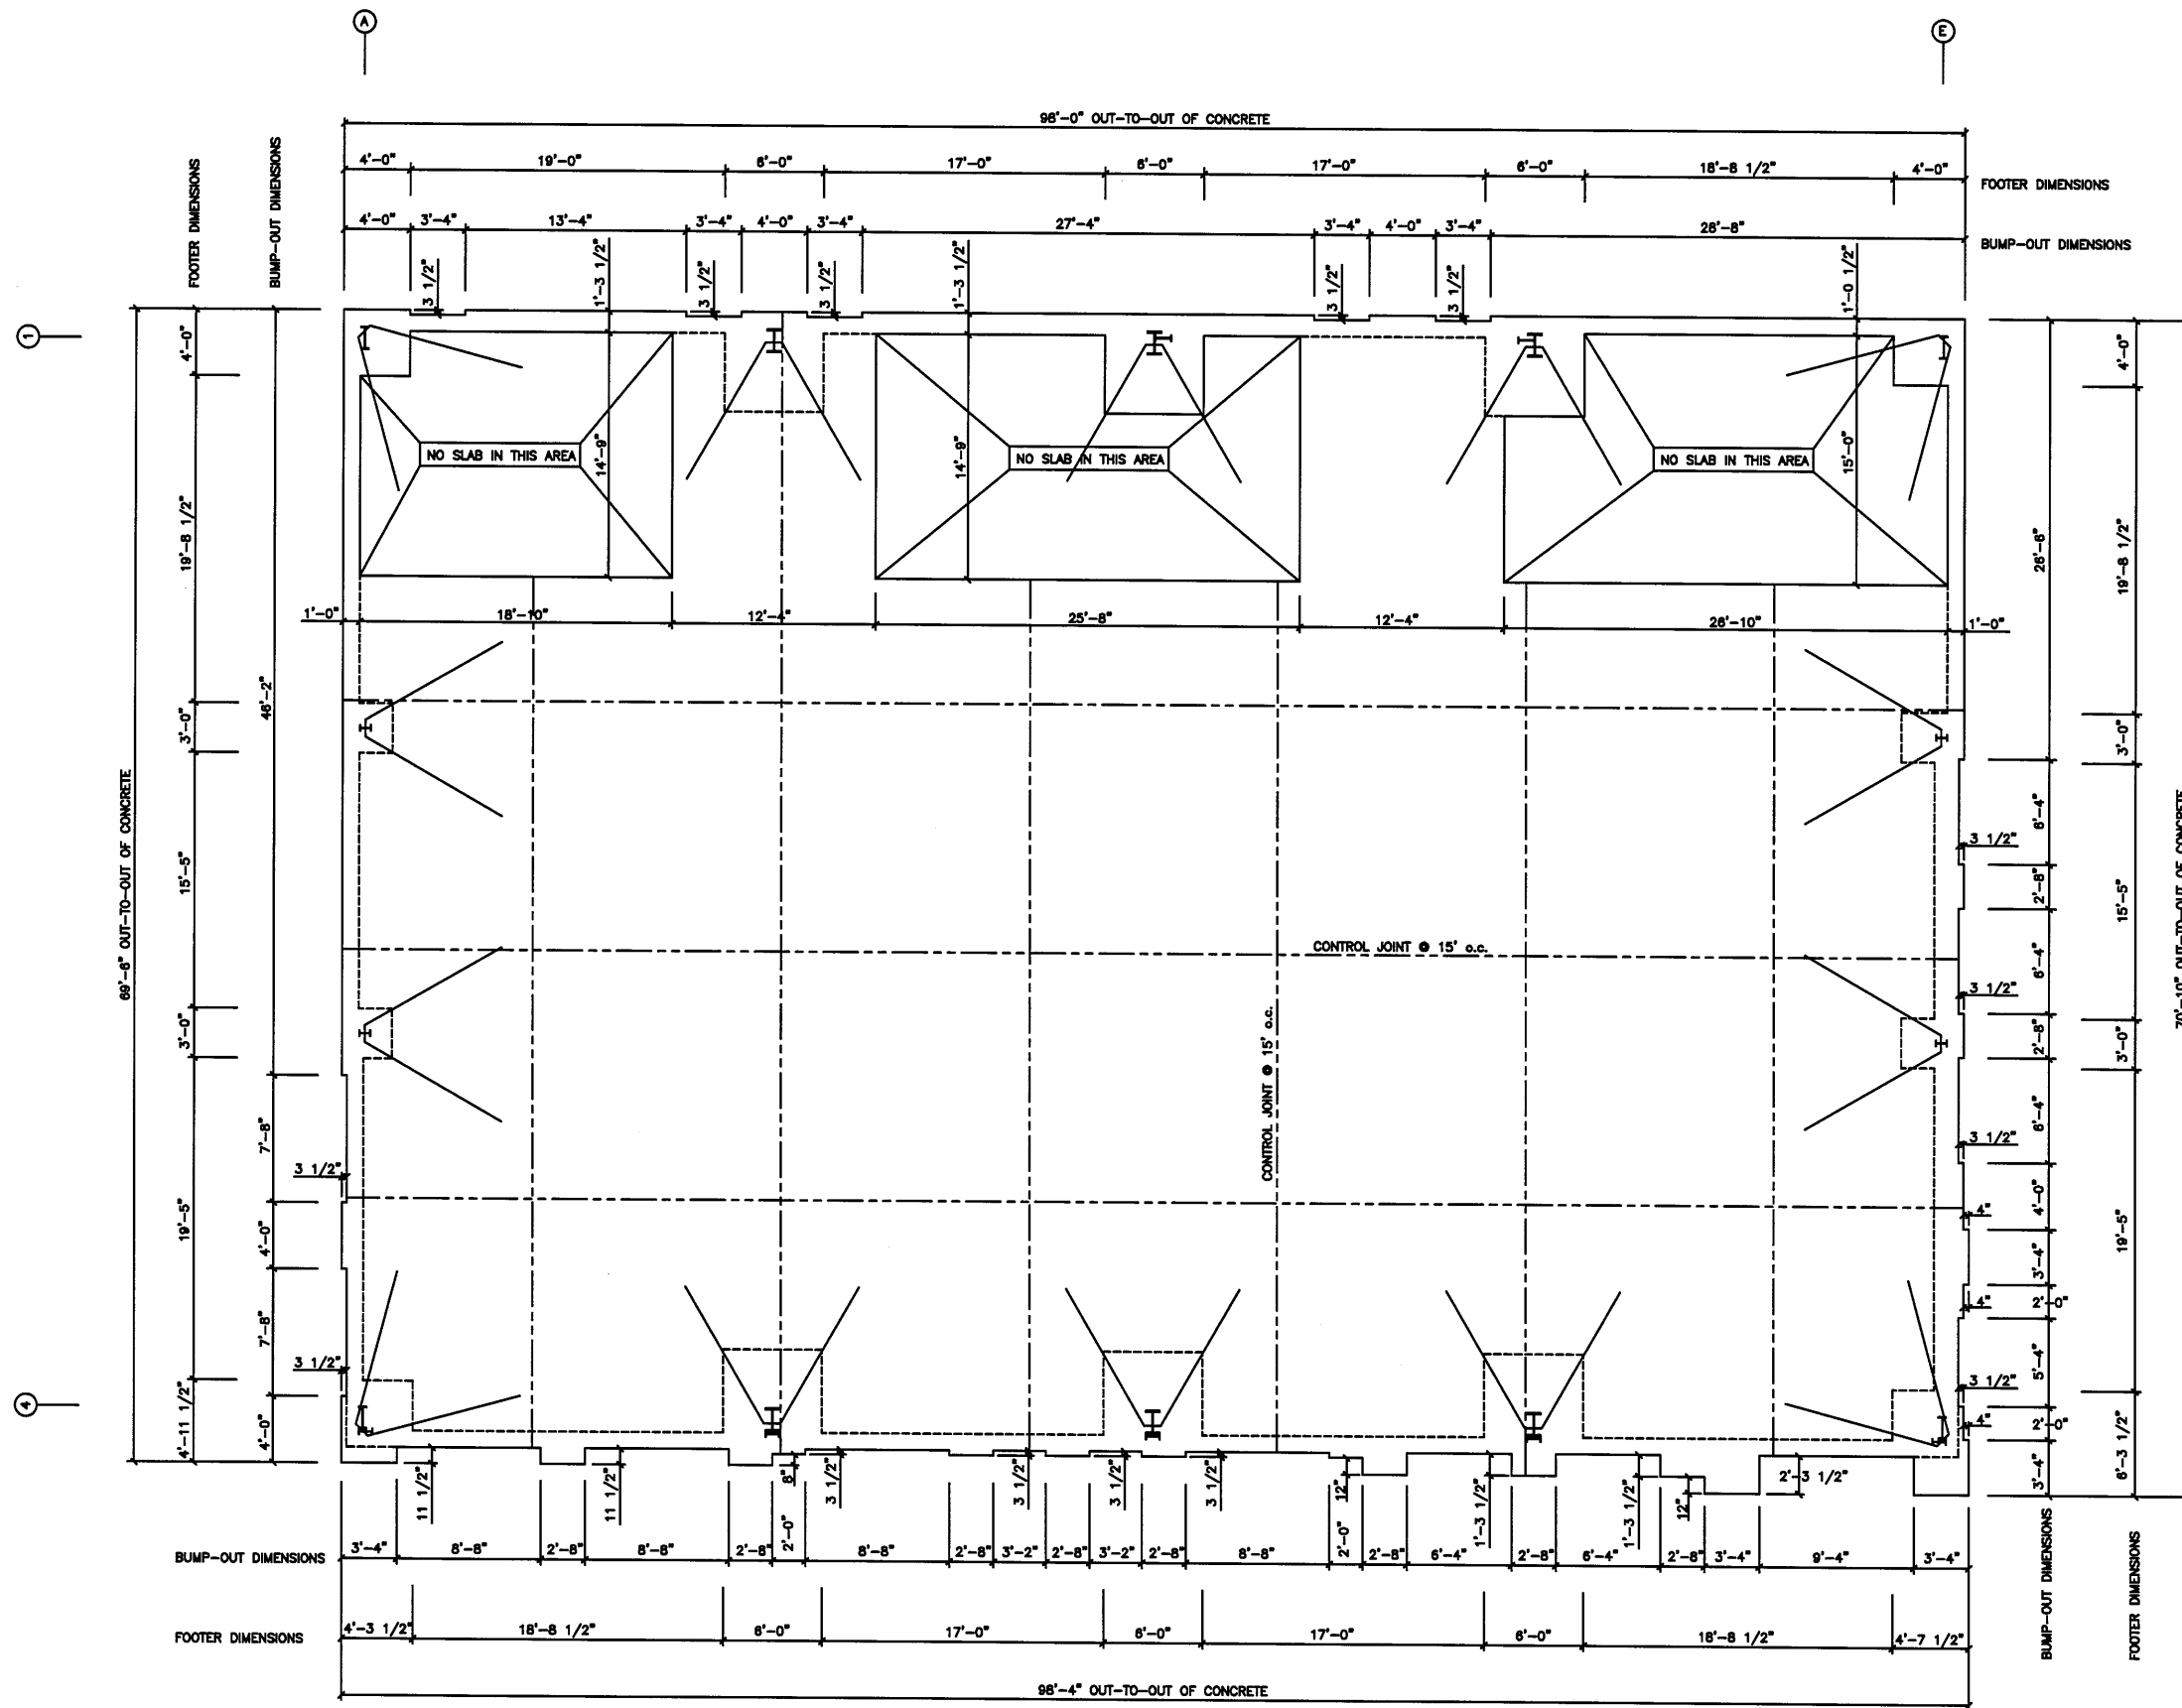 A
E
98'-0" OUT-TO-OUT OF CONCRETE
4'-0" 19'-0" 6'-0" 17'-0" 6'-0" 17'-0" 6'-0" 18'-8 1/2" 4'-0"
FOOTER DIMENSIONS
4'-0" 3'-4" 13'-4" 3'-4" 4'-0" 3'-4" 27'-4" 3'-4" 4'-0" 3'-4" 28'-8"
BUMP-OUT DIMENSIONS
FOOTER DIMENSIONS
BUMP-OUT DIMENSIONS
3 1/2"
1'-3 1/2"
3 1/2"
3 1/2"
1'-3 1/2"
3 1/2"
3 1/2"
1'-0 1/2"
1
NO SLAB IN THIS AREA
14'-9"
14'-9"
NO SLAB IN THIS AREA
NO SLAB IN THIS AREA
15'-0"
1'-0" 18'-10" 12'-4" 25'-8" 12'-4" 26'-10" 1'-0"
69'-6" OUT-TO-OUT OF CONCRETE
4'-0"
19'-8 1/2"
3'-0"
15'-5"
3'-0"
19'-5"
4'-11 1/2"
46'-2"
7'-8"
4'-0"
7'-8"
4'-0"
3 1/2"
3 1/2"
CONTROL JOINT @ 15' o.c.
CONTROL JOINT @ 15' o.c.
26'-6"
6'-4"
2'-8"
6'-4"
2'-8"
6'-4"
4'-0"
3'-4"
2'-0"
5'-4"
2'-0"
3'-4"
3 1/2"
3 1/2"
3 1/2"
4"
4"
3 1/2"
4"
4'-0"
19'-8 1/2"
3'-0"
15'-5"
3'-0"
19'-5"
6'-3 1/2"
70'-10" OUT-TO-OUT OF CONCRETE
4
11 1/2"
11 1/2"
8"
3 1/2"
3 1/2"
3 1/2"
3 1/2"
12"
1'-3 1/2"
1'-3 1/2"
12"
2'-3 1/2"
BUMP-OUT DIMENSIONS
3'-4" 8'-8" 2'-8" 8'-8" 2'-8" 2'-0" 8'-8" 2'-8" 3'-2" 2'-8" 3'-2" 2'-8" 8'-8" 2'-0" 2'-8" 6'-4" 2'-8" 6'-4" 2'-8" 3'-4" 9'-4" 3'-4"
BUMP-OUT DIMENSIONS
FOOTER DIMENSIONS
FOOTER DIMENSIONS
4'-3 1/2" 18'-8 1/2" 6'-0" 17'-0" 6'-0" 17'-0" 6'-0" 18'-8 1/2" 4'-7 1/2"
98'-4" OUT-TO-OUT OF CONCRETE